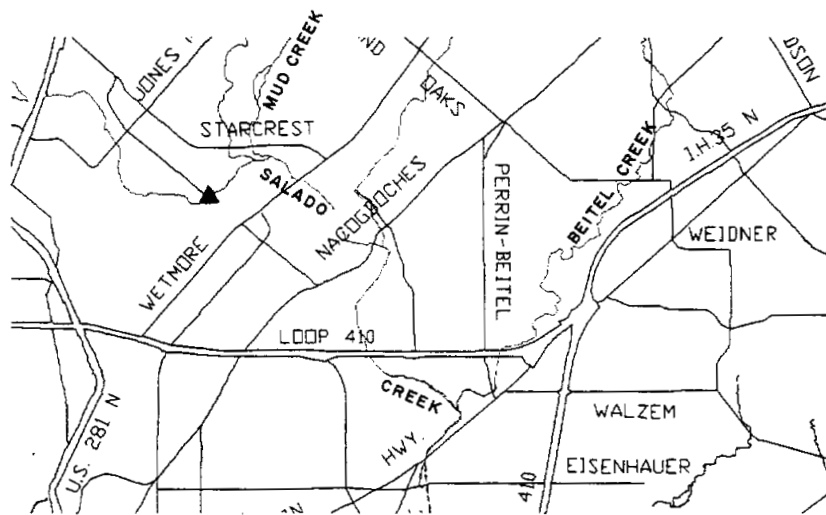 JONES
MUD CREEK
OAKS
STARCREST
SALADO
NACOGDOCHES
WETMORE
PERRIN-BEITEL
BEITEL CREEK
I.H.35 N
WEIDNER
LOOP 410
CREEK
HWY.
WALZEM
EISENHAUER
410
U.S. 281 N